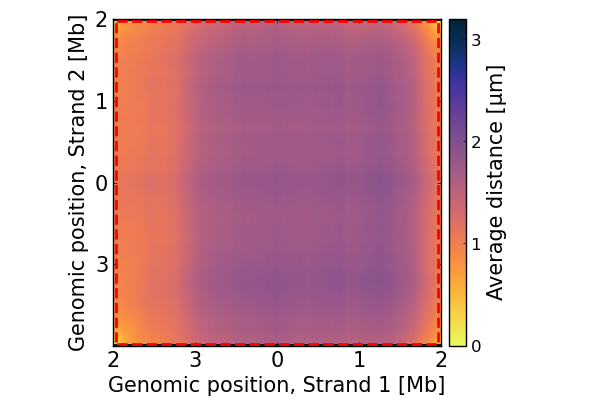 2
1
0
3
Genomic position, Strand 2 [Mb]
2 3 0 1 2
Genomic position, Strand 1 [Mb]
3
2
1
0
Average distance [μm]